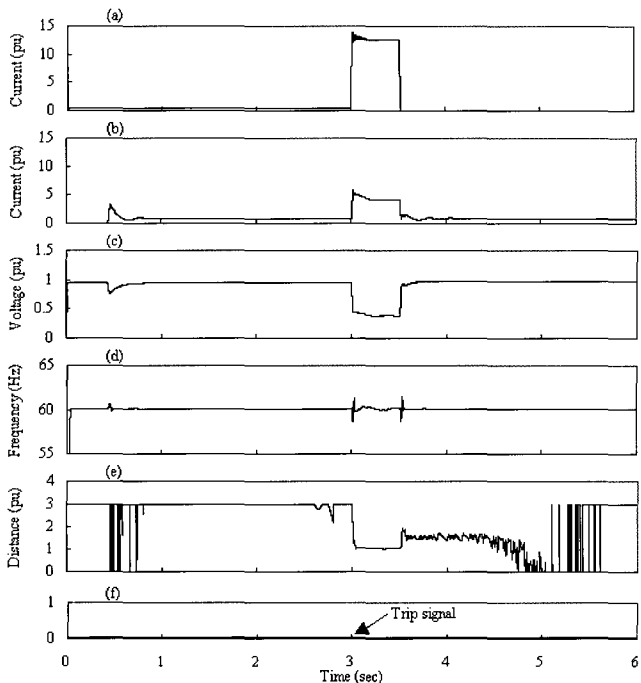 (a)
15
10
5
0
Current (pu)
(b)
15
10
5
0
Current (pu)
(c)
1.5
1
0.5
0
Voltage (pu)
(d)
65
60
55
Frequency (Hz)
(e)
4
3
2
1
0
Distance (pu)
(f)
1
0
Trip signal
0 1 2 3 4 5 6
Time (sec)